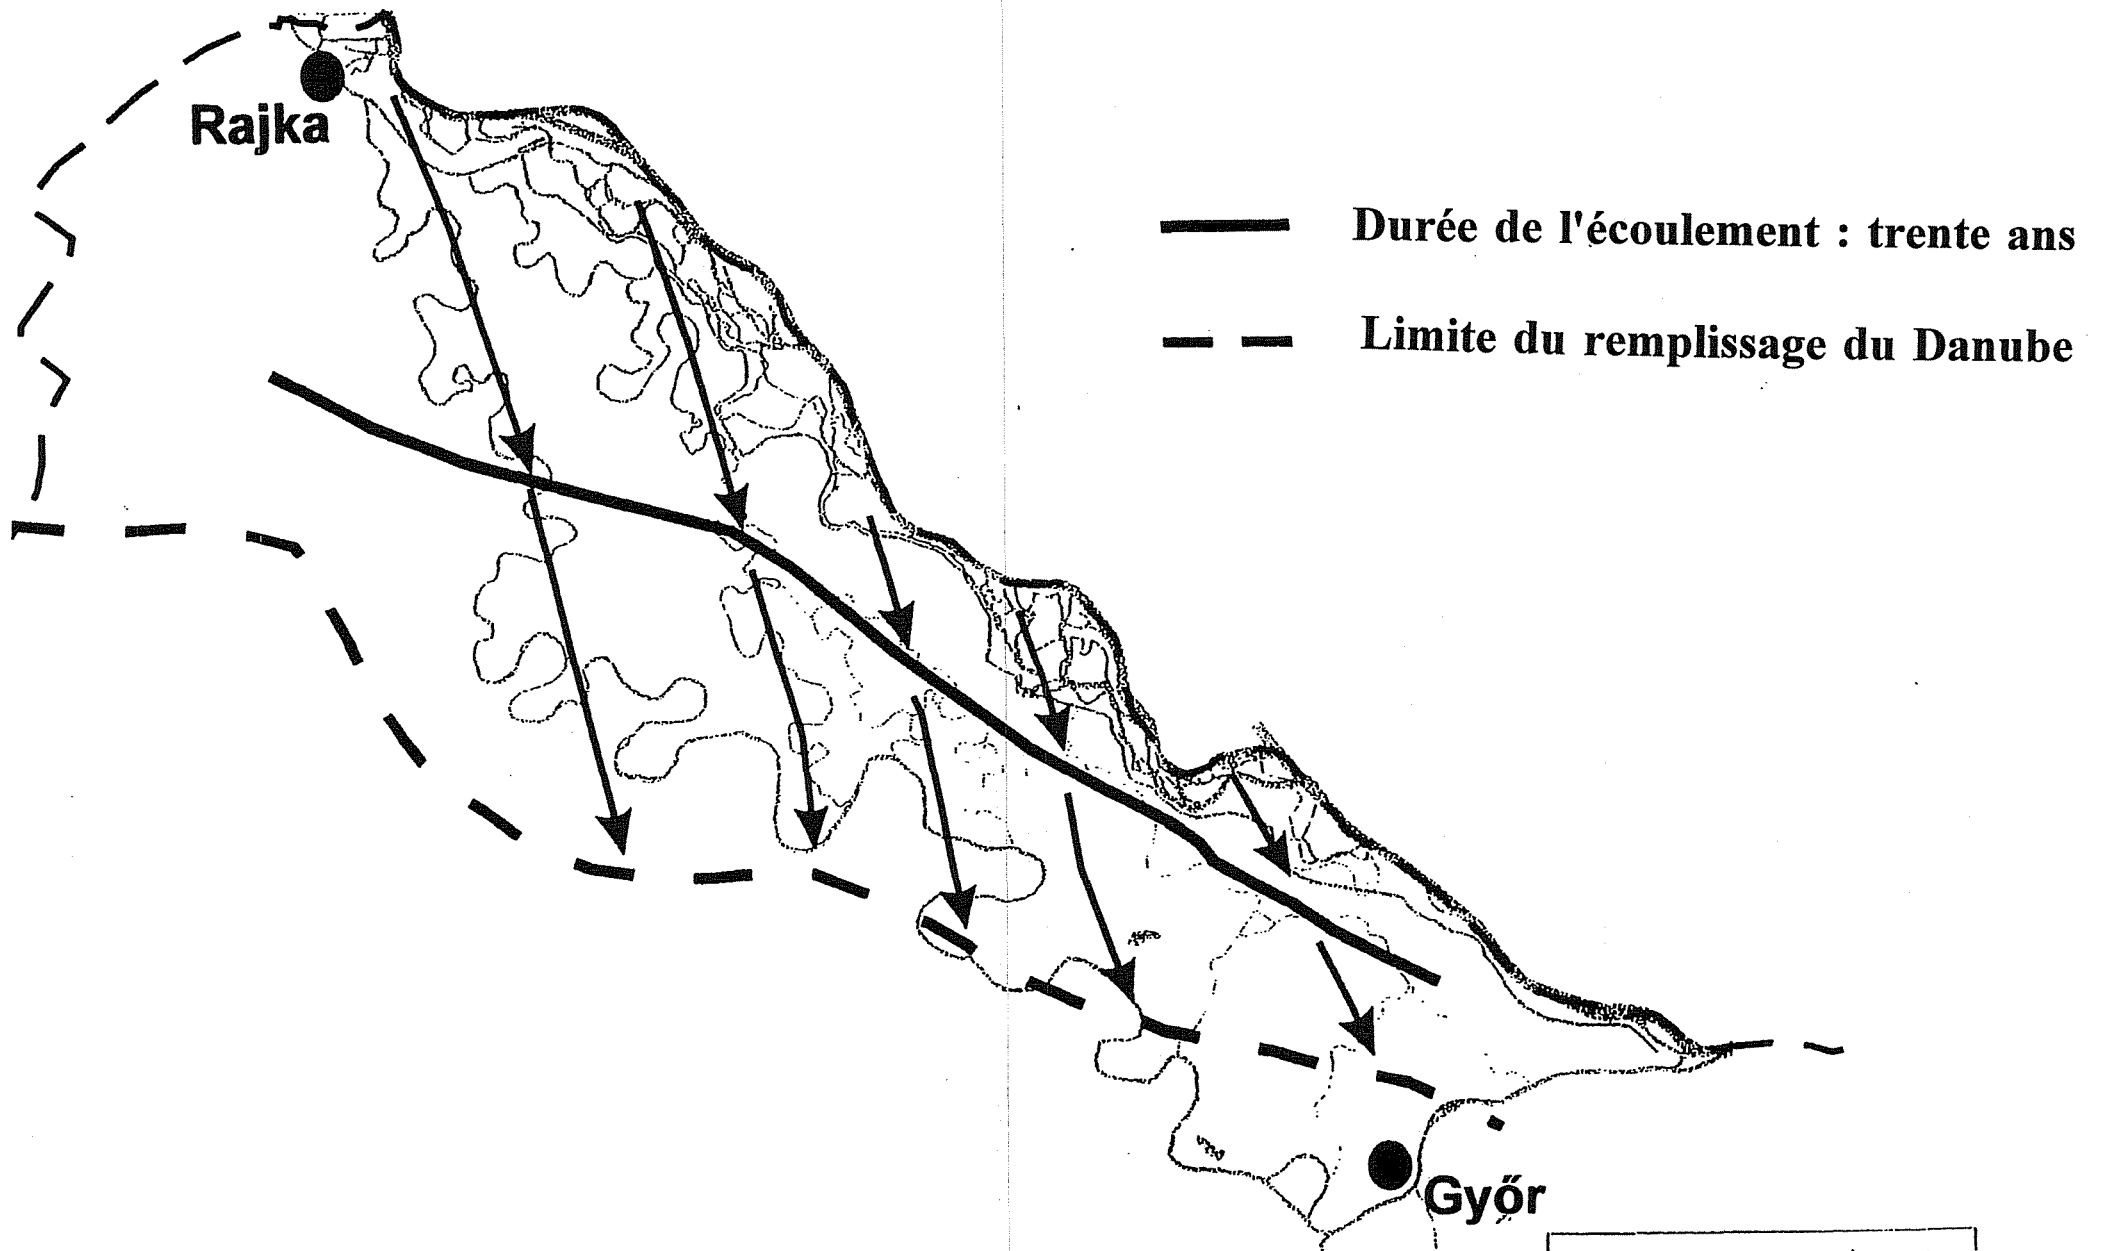 Rajka
Durée de l'écoulement : trente ans
Limite du remplissage du Danube
Győr